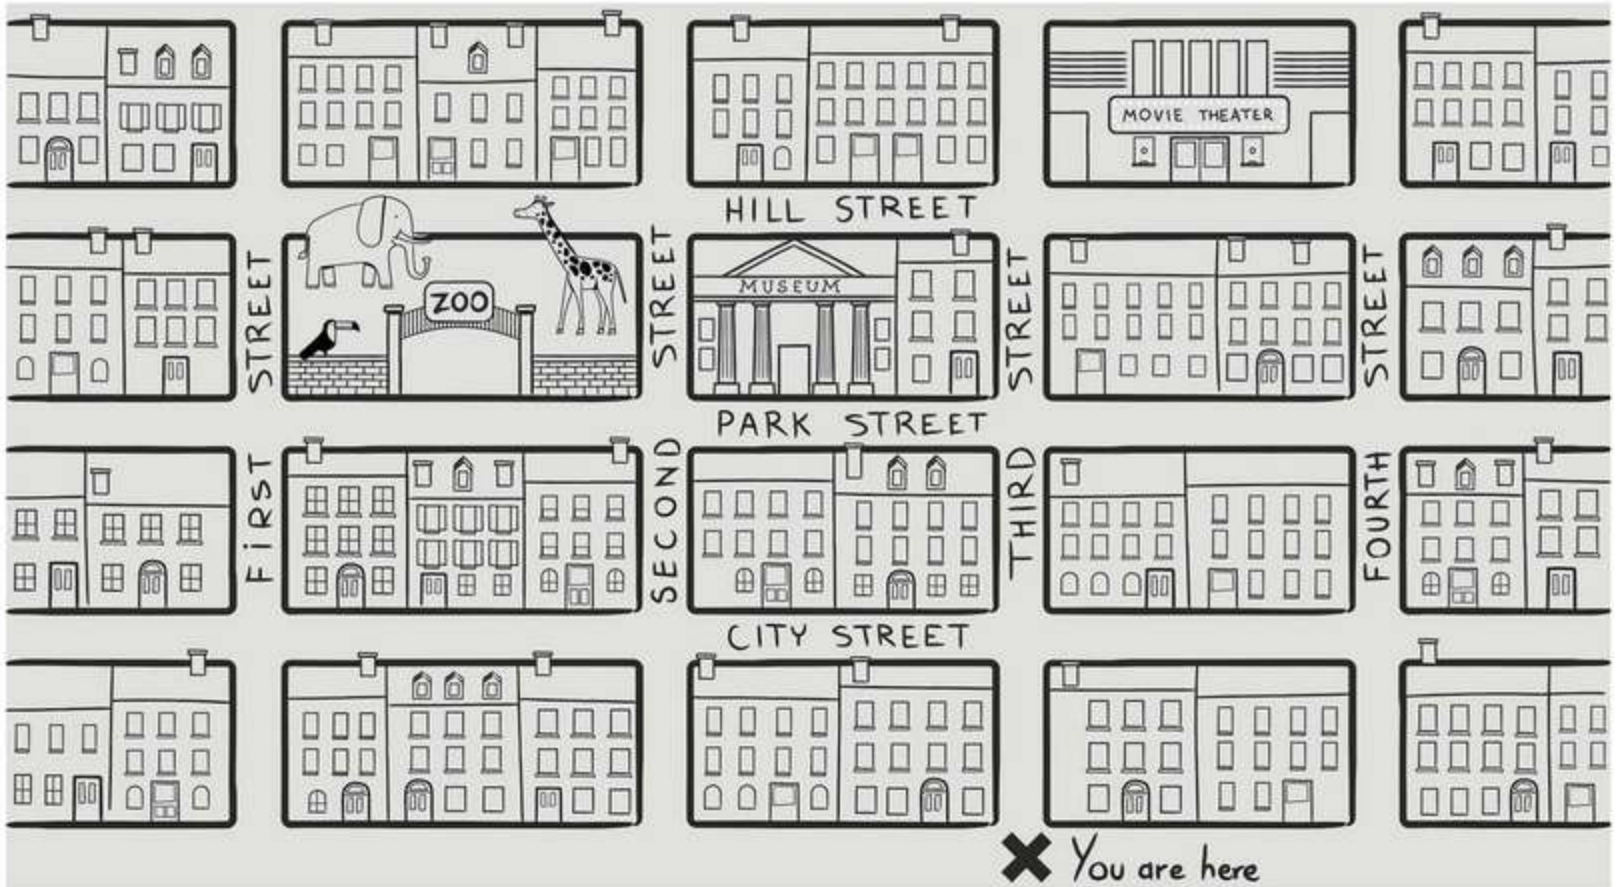 MOVIE THEATER
HILL STREET
ZOO
MUSEUM
FIRST STREET
SECOND STREET
THIRD STREET
FOURTH STREET
PARK STREET
CITY STREET
You are here